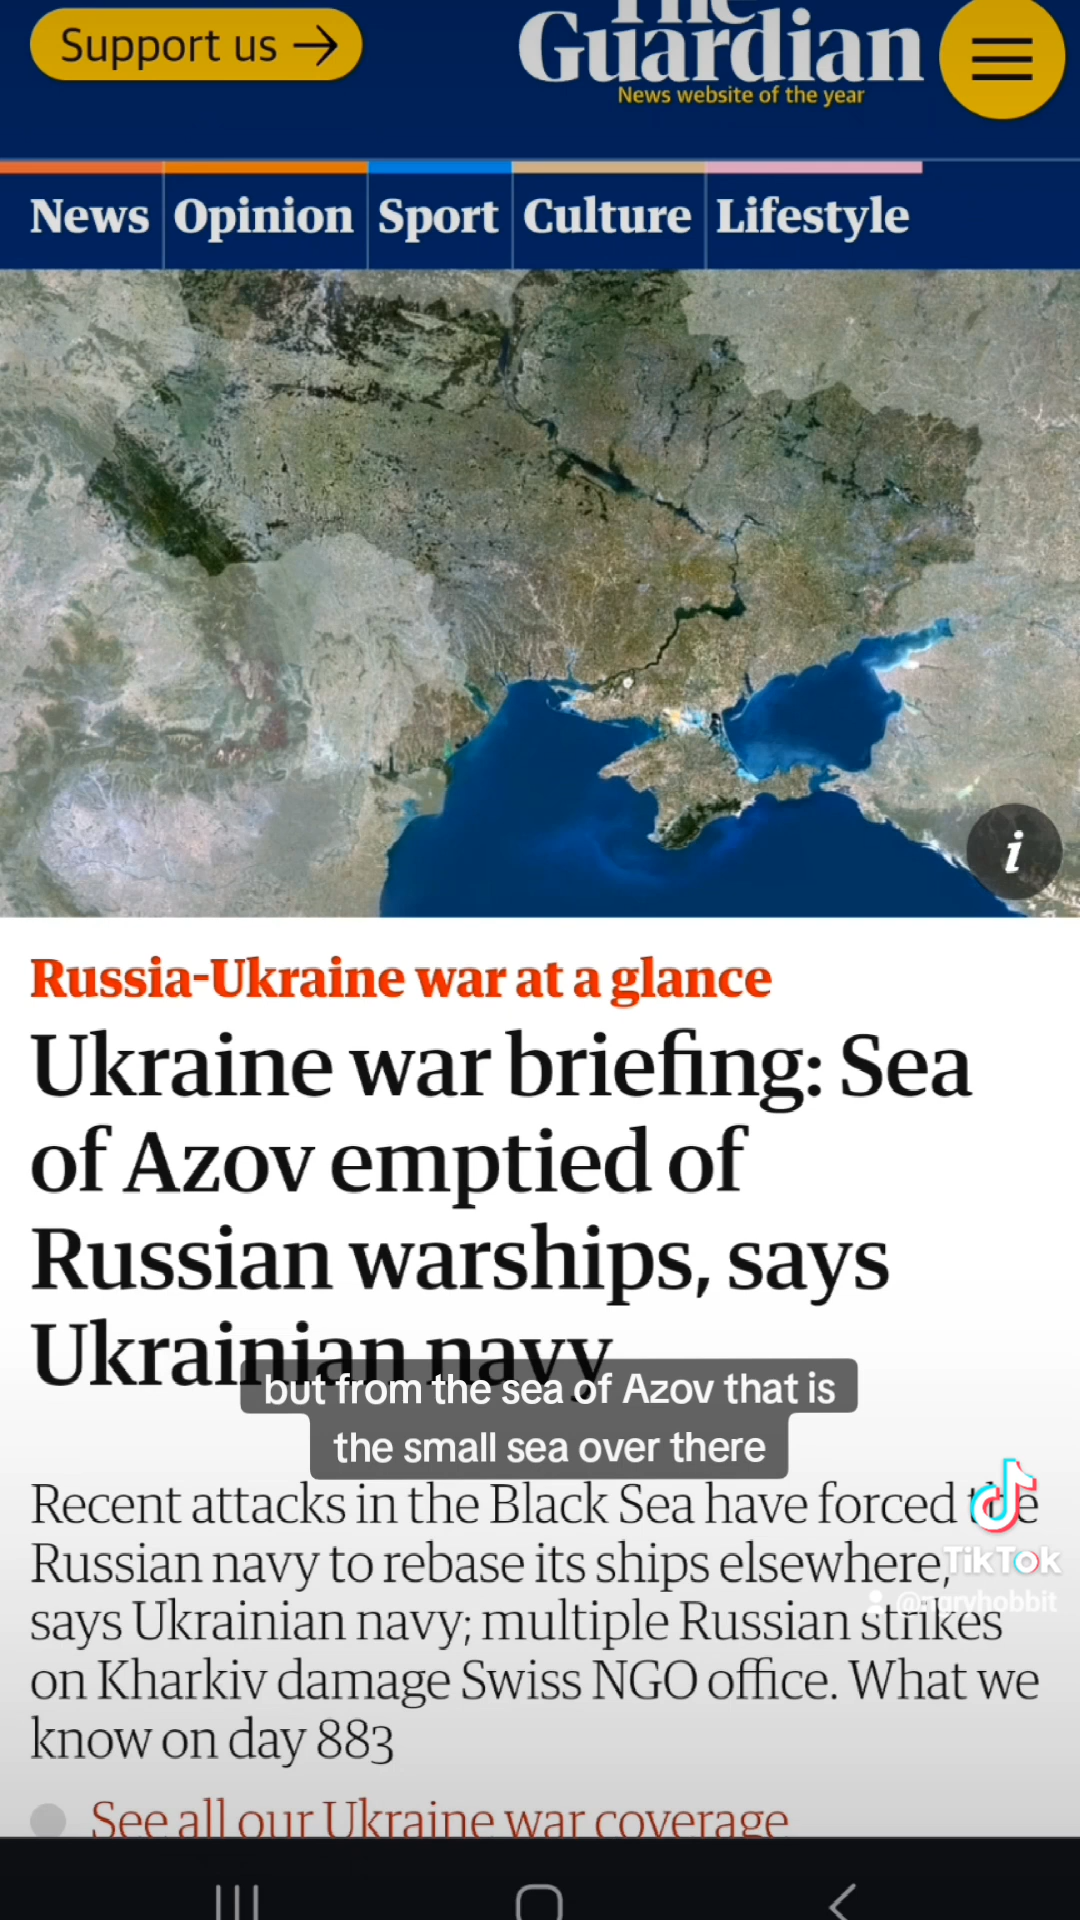 Support us →
The
Guardian
News website of the year
News Opinion Sport Culture Lifestyle
i
Russia-Ukraine war at a glance
Ukraine war briefing: Sea
of Azov emptied of
Russian warships, says
Ukrainian navy
but from the sea of Azov that is
the small sea over there
Recent attacks in the Black Sea have forced the
Russian navy to rebase its ships elsewhere,
TikTok
says Ukrainian navy; multiple Russian strikes
on Kharkiv damage Swiss NGO office. What we
know on day 883
See all our Ukraine war coverage